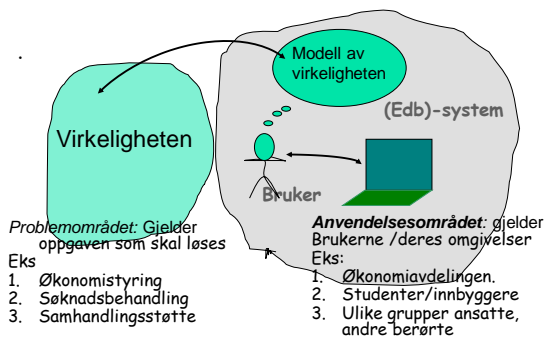 Modell av
virkeligheten
(Edb)-system
Virkeligheten
Bruker
Problemområdet: Gjelder
oppgaven som skal løses
Eks
1. Økonomistyring
2. Søknadsbehandling
3. Samhandlingsstøtte
Anvendelsesområdet: gjelder
Brukerne /deres omgivelser
Eks:
1. Økonomiavdelingen.
2. Studenter/innbyggere
3. Ulike grupper ansatte,
andre berørte